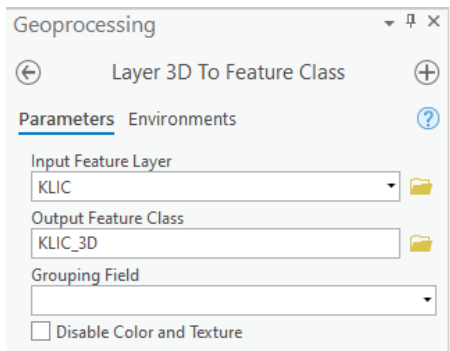 Geoprocessing
Layer 3D To Feature Class
Parameters Environments
Input Feature Layer
KLIC
Output Feature Class
KLIC_3D
Grouping Field
Disable Color and Texture